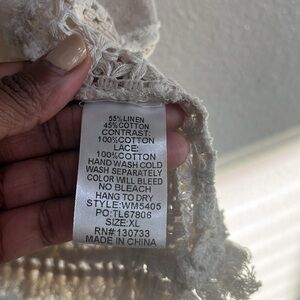 55%LINEN
45%COTTON
CONTRAST:
100%COTTON
LACE:
100%COTTON
HAND WASH COLD
WASH SEPARATELY
COLOR WILL BLEED
NO BLEACH
HANG TO DRY
STYLE:WM5405
PO:TL67806
SIZE:XL
RN#:130733
MADE IN CHINA